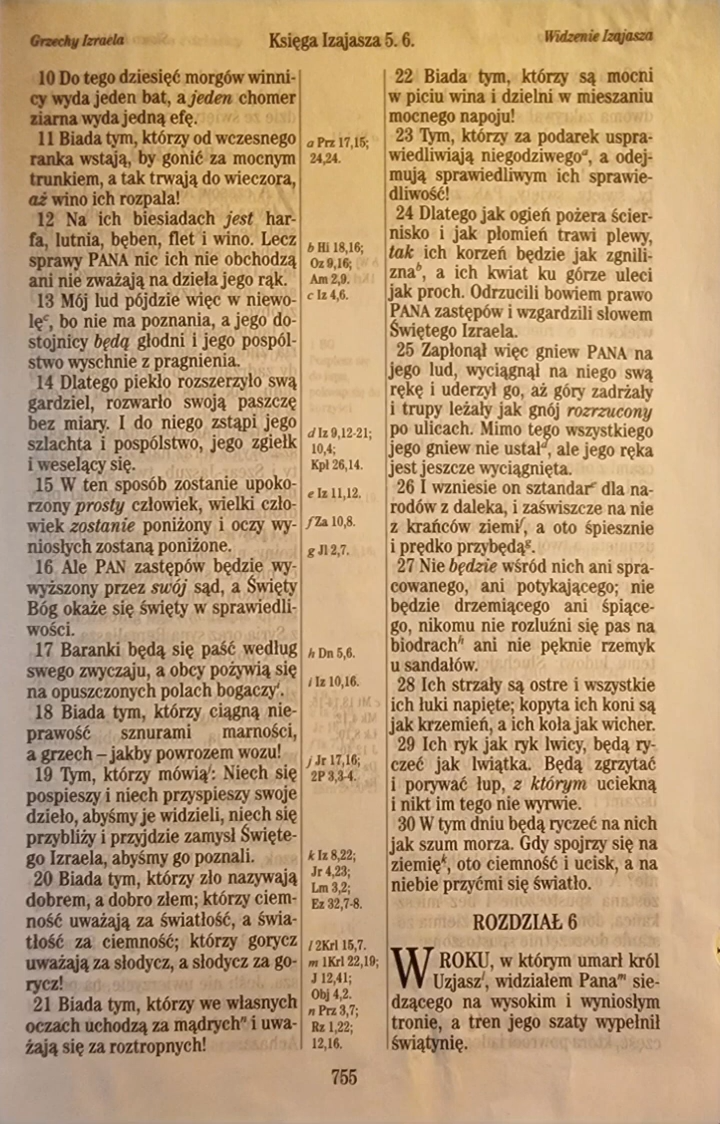 Grzechy Izraela
Księga Izajasza 5. 6.
Widzenie Izajasza
10 Do tego dziesięć morgów winni-
cy wyda jeden bat, a jeden chomer
ziarna wyda jedną efę.
11 Biada tym, którzy od wczesnego
ranka wstają, by gonić za mocnym
trunkiem, a tak trwają do wieczora,
aż wino ich rozpala!
12 Na ich biesiadach jest har-
fa, lutnia, bęben, flet i wino. Lecz
sprawy PANA nic ich nie obchodzą
ani nie zważają na dzieła jego rąk.
13 Mój lud pójdzie więc w niewo-
lęᶜ, bo nie ma poznania, a jego do-
stojnicy będą głodni i jego pospól-
stwo wyschnie z pragnienia.
14 Dlatego piekło rozszerzyło swą
gardziel, rozwarło swoją paszczę
bez miary. I do niego zstąpi jego
szlachta i pospólstwo, jego zgiełk
i weselący się.
15 W ten sposób zostanie upoko-
rzony prosty człowiek, wielki czło-
wiek zostanie poniżony i oczy wy-
niosłych zostaną poniżone.
16 Ale PAN zastępów będzie wy-
wyższony przez swój sąd, a Święty
Bóg okaże się święty w sprawiedli-
wości.
17 Baranki będą się paść według
swego zwyczaju, a obcy pożywią się
na opuszczonych polach bogaczyⁱ.
18 Biada tym, którzy ciągną nie-
prawość sznurami marności,
a grzech – jakby powrozem wozu!
19 Tym, którzy mówiąʲ: Niech się
pospieszy i niech przyspieszy swoje
dzieło, abyśmy je widzieli, niech się
przybliży i przyjdzie zamysł Święte-
go Izraela, abyśmy go poznali.
20 Biada tym, którzy zło nazywają
dobrem, a dobro złem; którzy ciem-
ność uważają za światłość, a świa-
tłość za ciemność; którzy gorycz
uważają za słodycz, a słodycz za go-
rycz!
21 Biada tym, którzy we własnych
oczach uchodzą za mądrychⁿ i uwa-
żają się za roztropnych!
a Prz 17,15;
24,24.
b Hi 18,16;
Oz 9,16;
Am 2,9.
c Iz 4,6.
d Iz 9,12-21;
10,4;
Kpł 26,14.
e Iz 11,12.
f Za 10,8.
g Jl 2,7.
h Dn 5,6.
i Iz 10,16.
j Jr 17,16;
2P 3,3-4.
k Iz 8,22;
Jr 4,23;
Lm 3,2;
Ez 32,7-8.
l 2Krl 15,7.
m 1Krl 22,19;
J 12,41;
Obj 4,2.
n Prz 3,7;
Rz 1,22;
12,16.
22 Biada tym, którzy są mocni
w piciu wina i dzielni w mieszaniu
mocnego napoju!
23 Tym, którzy za podarek uspra-
wiedliwiają niegodziwegoᵃ, a odej-
mują sprawiedliwym ich sprawie-
dliwość!
24 Dlatego jak ogień pożera ścier-
nisko i jak płomień trawi plewy,
tak ich korzeń będzie jak zgnili-
znaᵇ, a ich kwiat ku górze uleci
jak proch. Odrzucili bowiem prawo
PANA zastępów i wzgardzili słowem
Świętego Izraela.
25 Zapłonął więc gniew PANA na
jego lud, wyciągnął na niego swą
rękę i uderzył go, aż góry zadrżały
i trupy leżały jak gnój rozrzucony
po ulicach. Mimo tego wszystkiego
jego gniew nie ustałᵈ, ale jego ręka
jest jeszcze wyciągnięta.
26 I wzniesie on sztandarᵉ dla na-
rodów z daleka, i zaświszcze na nie
z krańców ziemiᶠ, a oto śpiesznie
i prędko przybędąᵍ.
27 Nie będzie wśród nich ani spra-
cowanego, ani potykającego; nie
będzie drzemiącego ani śpiące-
go, nikomu nie rozluźni się pas na
biodrachʰ ani nie pęknie rzemyk
u sandałów.
28 Ich strzały są ostre i wszystkie
ich łuki napięte; kopyta ich koni są
jak krzemień, a ich koła jak wicher.
29 Ich ryk jak ryk lwicy, będą ry-
czeć jak lwiątka. Będą zgrzytać
i porywać łup, z którym uciekną
i nikt im tego nie wyrwie.
30 W tym dniu będą ryczeć na nich
jak szum morza. Gdy spojrzy się na
ziemięᵏ, oto ciemność i ucisk, a na
niebie przyćmi się światło.
ROZDZIAŁ 6
W ROKU, w którym umarł król
Uzjaszˡ, widziałem Panaᵐ sie-
dzącego na wysokim i wyniosłym
tronie, a tren jego szaty wypełnił
świątynię.
755